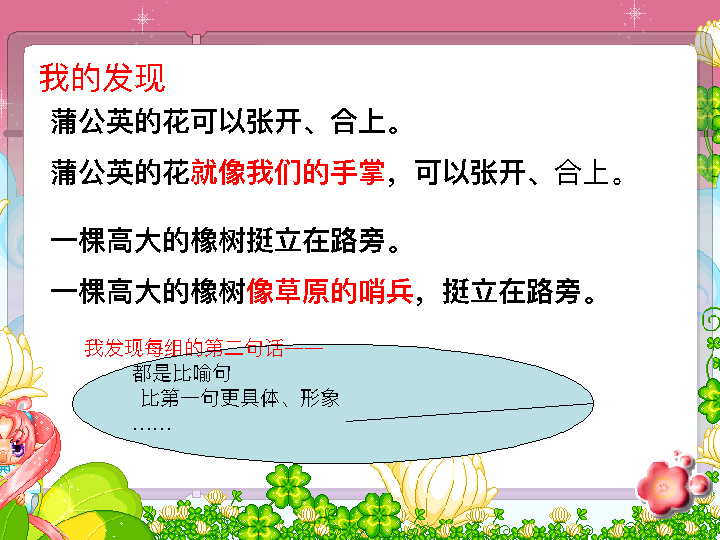 我的发现
蒲公英的花可以张开、合上。
蒲公英的花就像我们的手掌，可以张开、合上。
一棵高大的橡树挺立在路旁。
一棵高大的橡树像草原的哨兵，挺立在路旁。
我发现每组的第二句话——
都是比喻句
比第一句更具体、形象
……